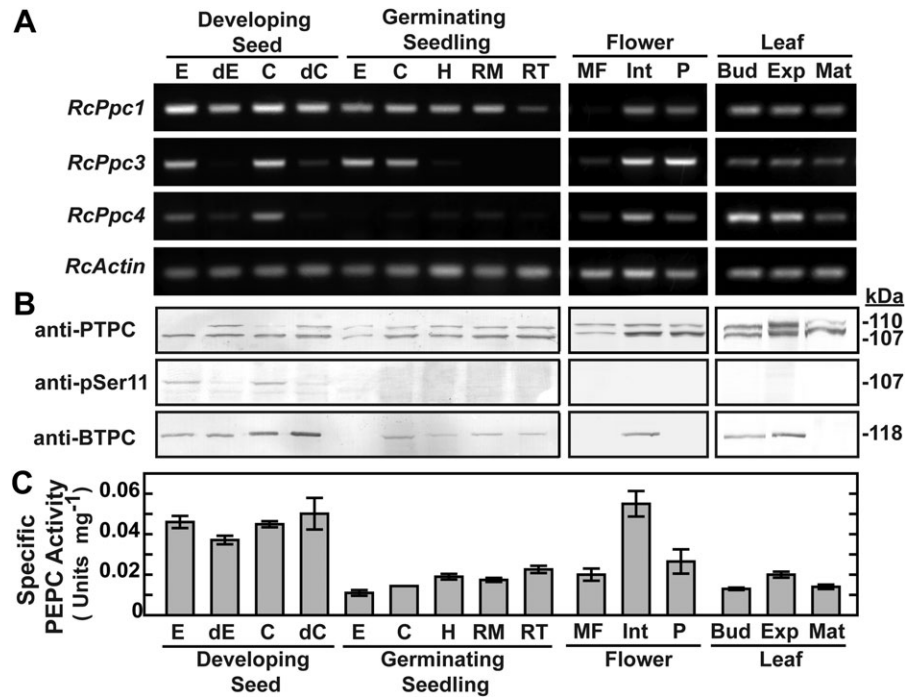 A
Developing Seed
Germinating Seedling
Flower
Leaf
E dE C dC E C H RM RT MF Int P Bud Exp Mat
RcPpc1
RcPpc3
RcPpc4
RcActin
B
kDa
anti-PTPC
-110
-107
anti-pSer11
-107
anti-BTPC
-118
C
Specific PEPC Activity (Units mg-1)
0.06
0.04
0.02
0
E dE C dC E C H RM RT MF Int P Bud Exp Mat
Developing Seed
Germinating Seedling
Flower
Leaf